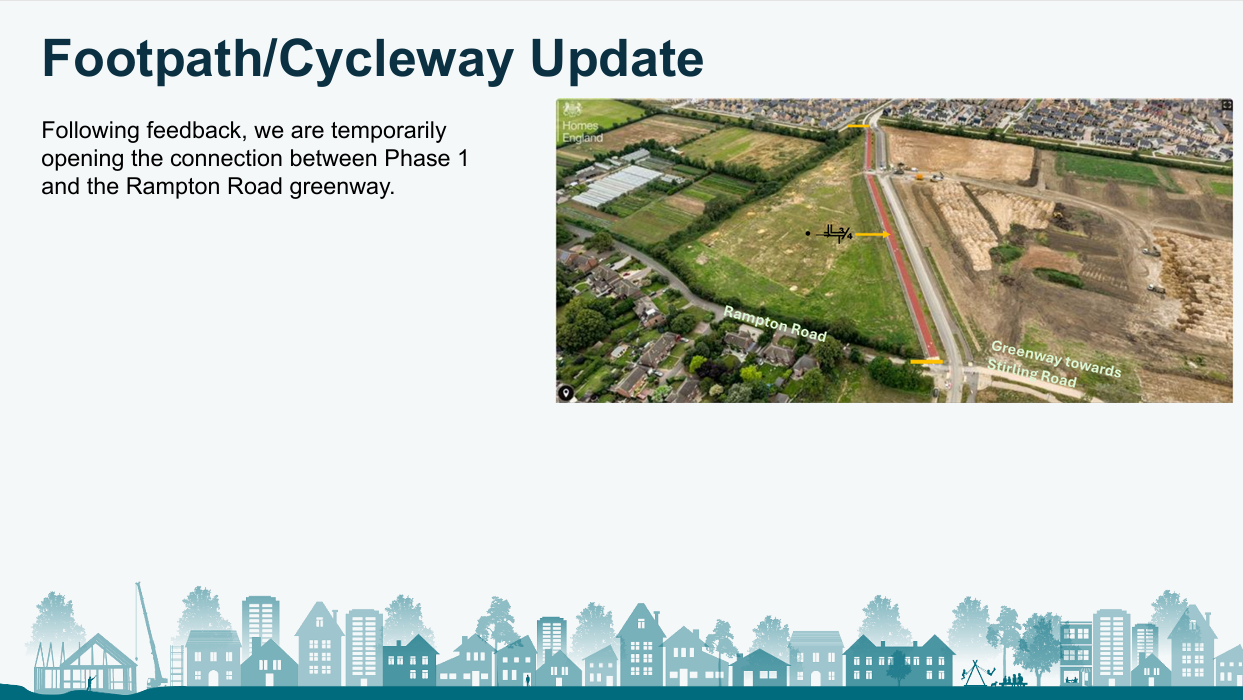 Footpath/Cycleway Update
Following feedback, we are temporarily
opening the connection between Phase 1
and the Rampton Road greenway.
Homes
England
Rampton Road
Greenway towards
Stirling Road